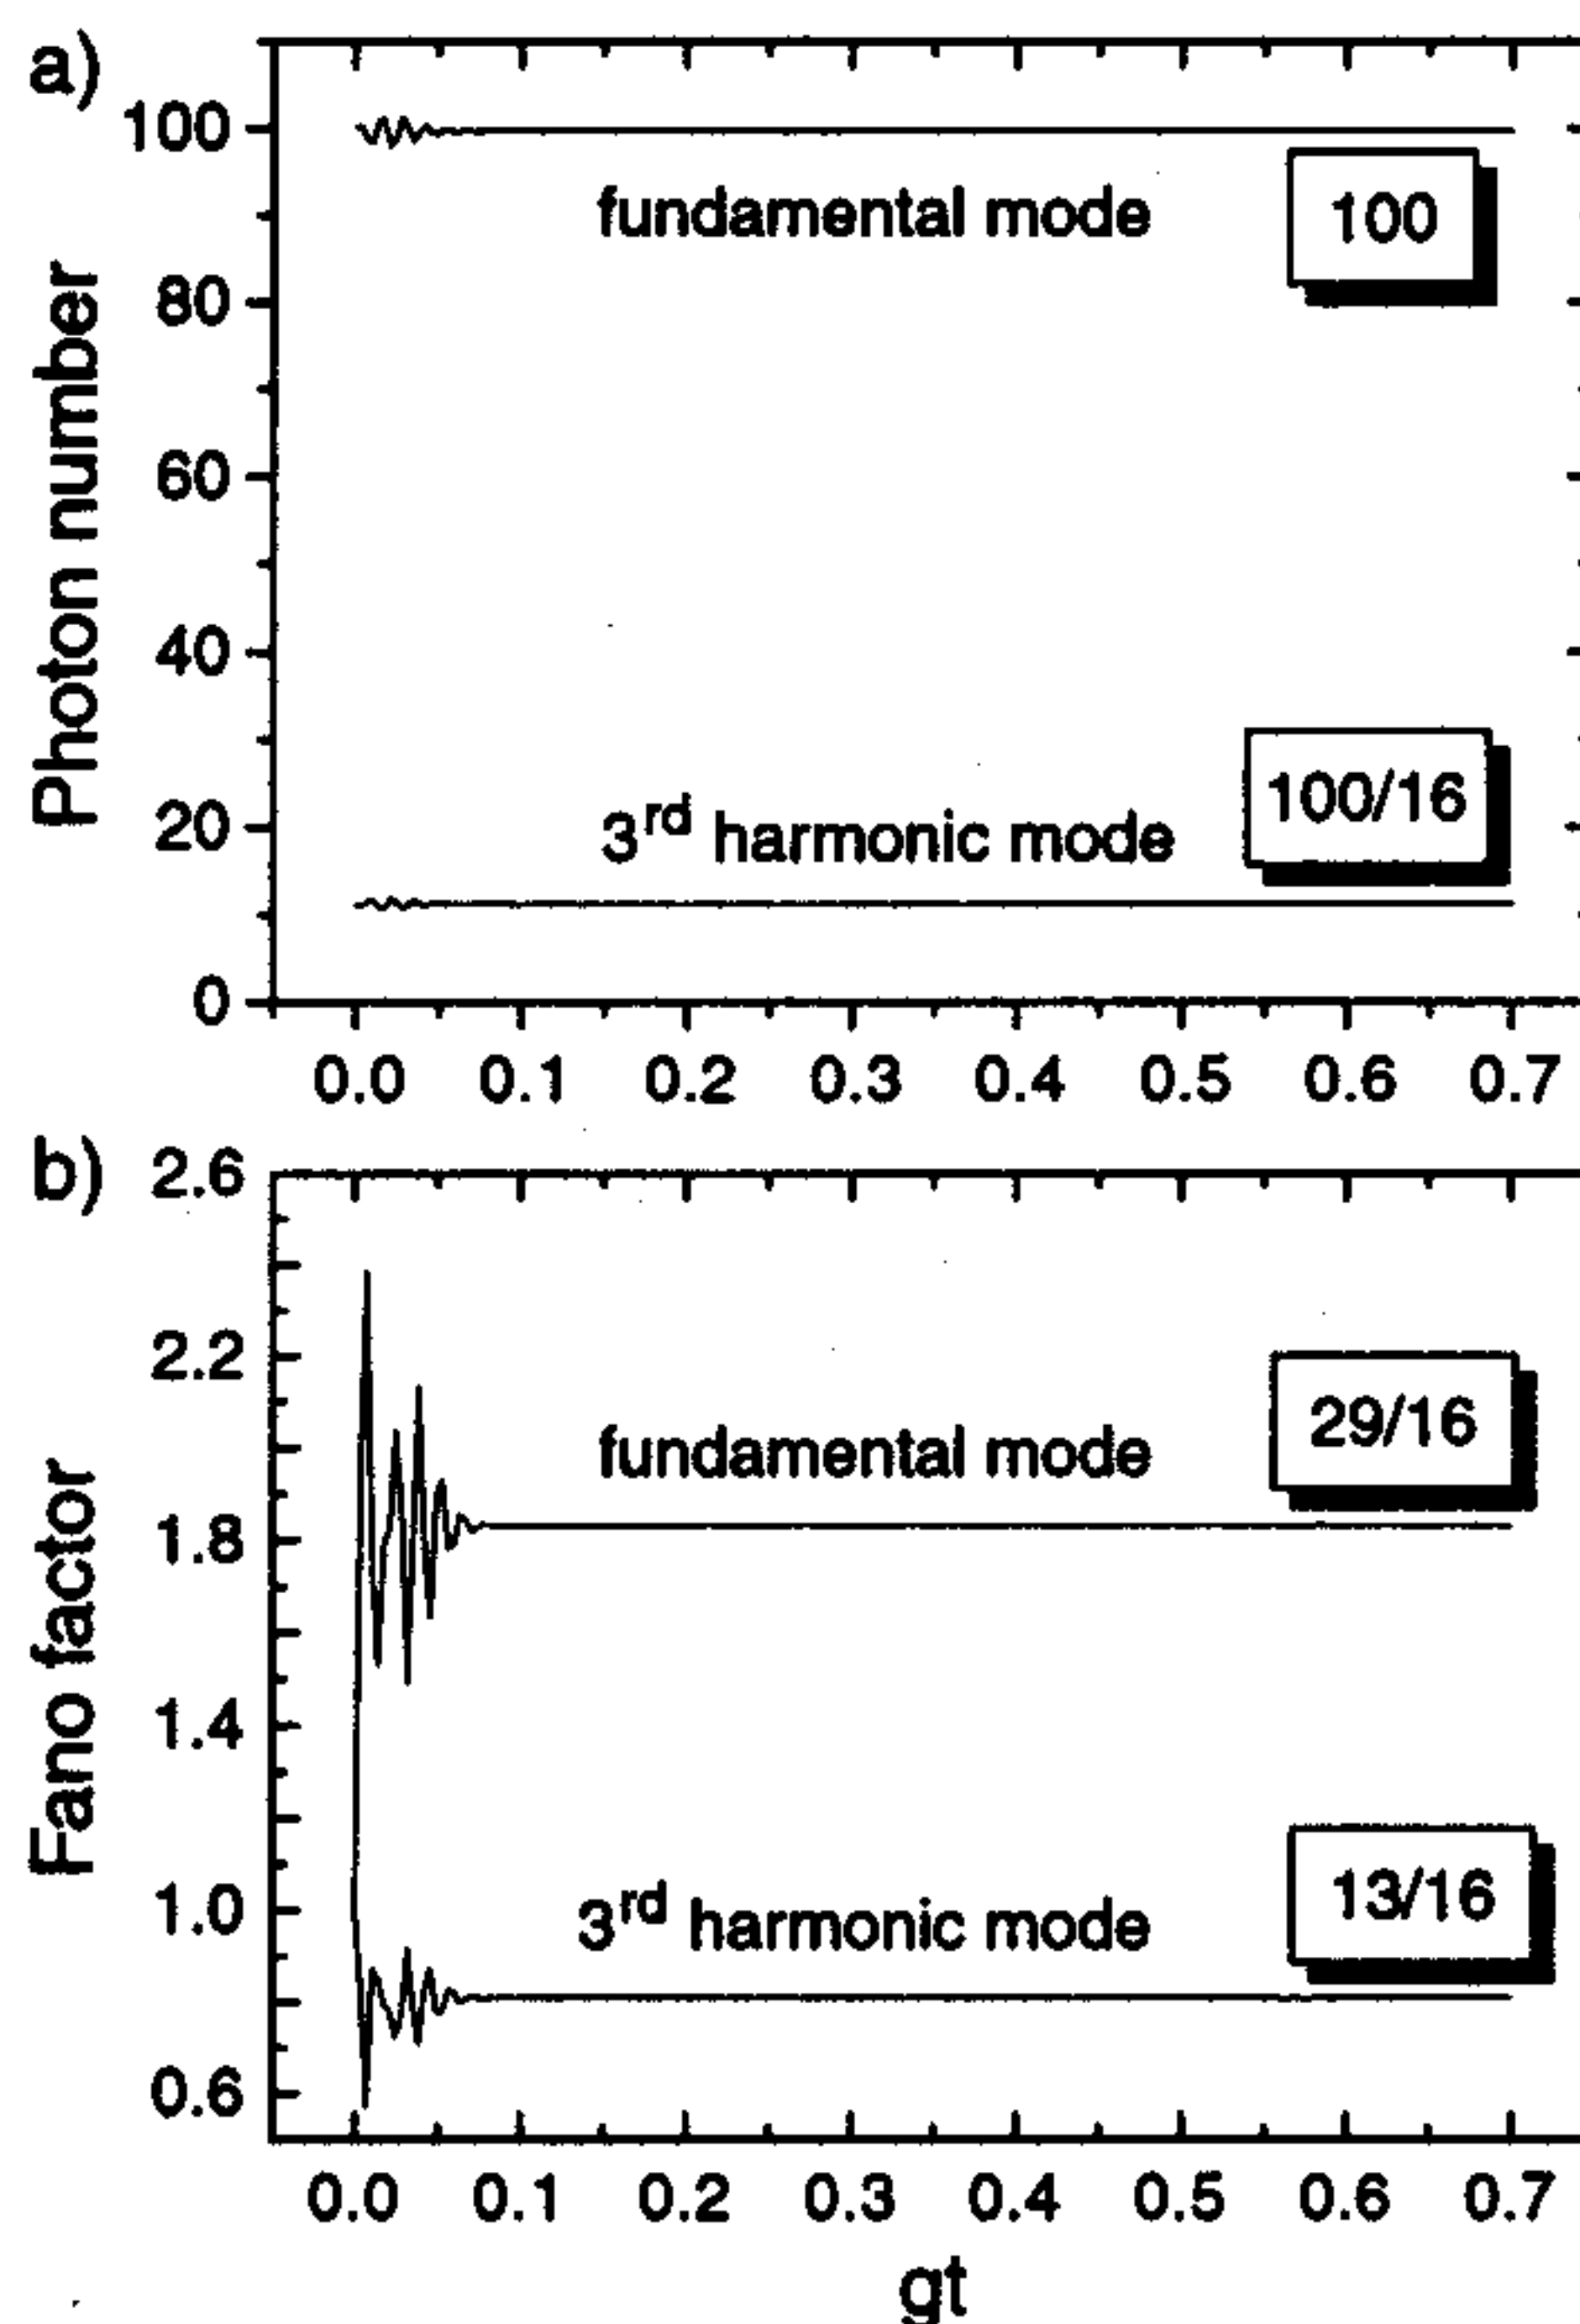 a)
Photon number
100
80
60
40
20
0
fundamental mode
100
3rd harmonic mode
100/16
0.0 0.1 0.2 0.3 0.4 0.5 0.6 0.7
b)
Fano factor
2.6
2.2
1.8
1.4
1.0
0.6
fundamental mode
29/16
3rd harmonic mode
13/16
0.0 0.1 0.2 0.3 0.4 0.5 0.6 0.7
gt